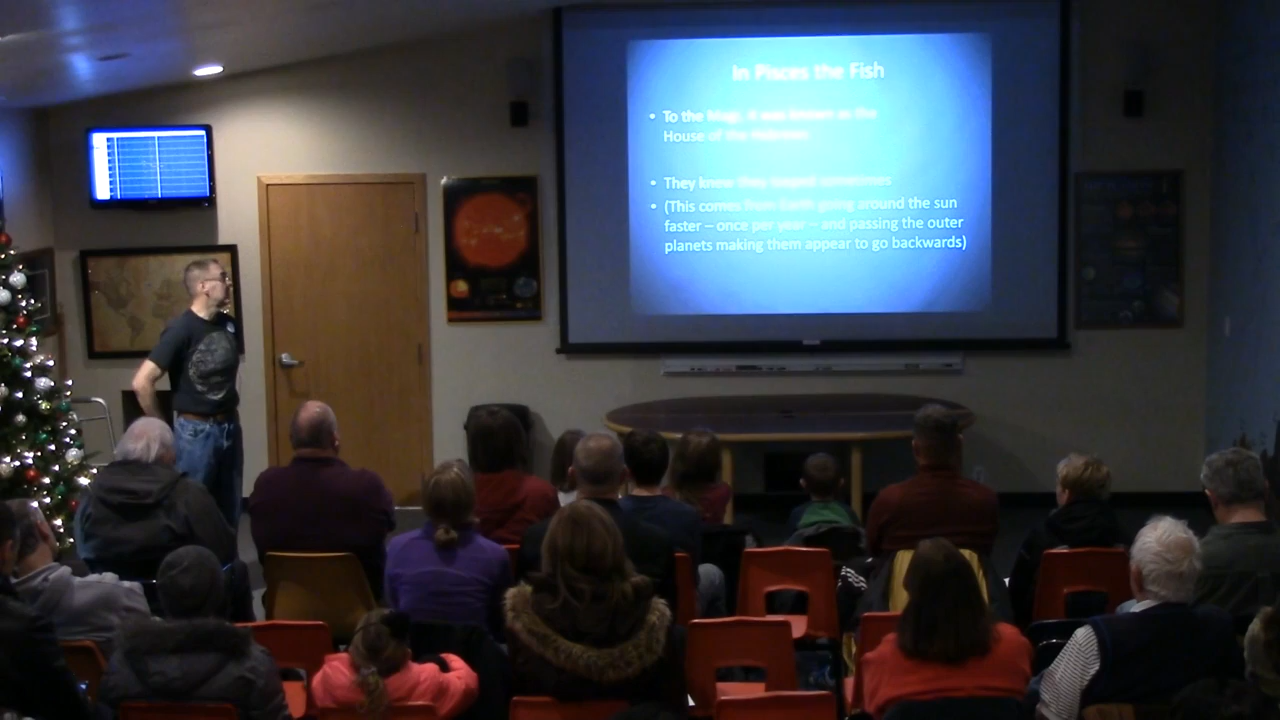 In Pisces the Fish
• To the Magi, it was known as the
House of the Hebrews
• They knew they
• (This comes from Earth going around the sun
faster – once per year – and passing the outer
planets making them appear to go backwards)